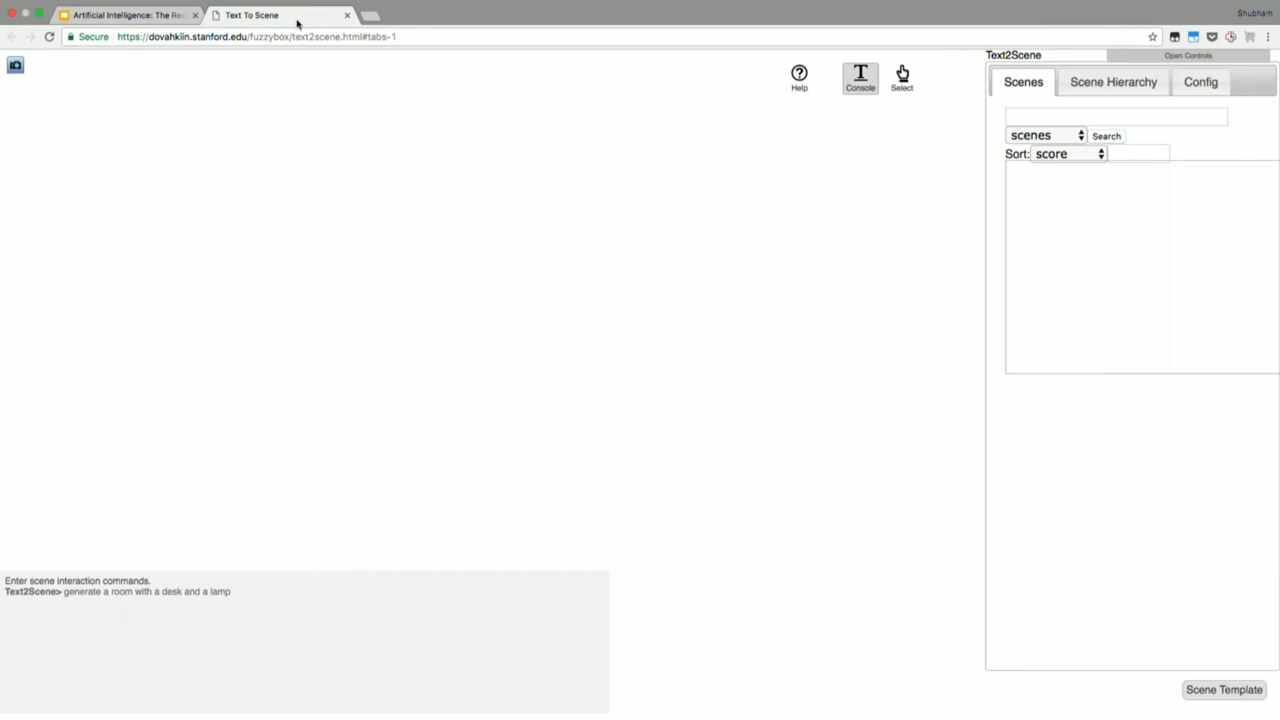 Artificial Intelligence: The Res
Text To Scene
Shubham
Secure
https://dovahkiin.stanford.edu/fuzzybox/text2scene.html#tabs-1
Text2Scene
Open Controls
Help
Console
Select
Scenes
Scene Hierarchy
Config
scenes
Search
Sort: score
Enter scene interaction commands.
Text2Scene> generate a room with a desk and a lamp
Scene Template